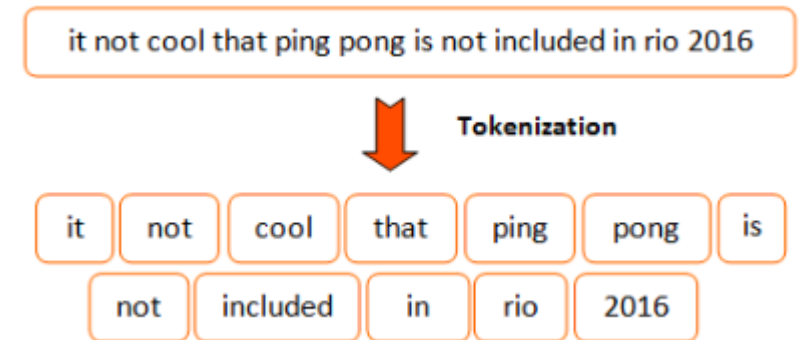 it not cool that ping pong is not included in rio 2016
Tokenization
it not cool that ping pong is
not included in rio 2016